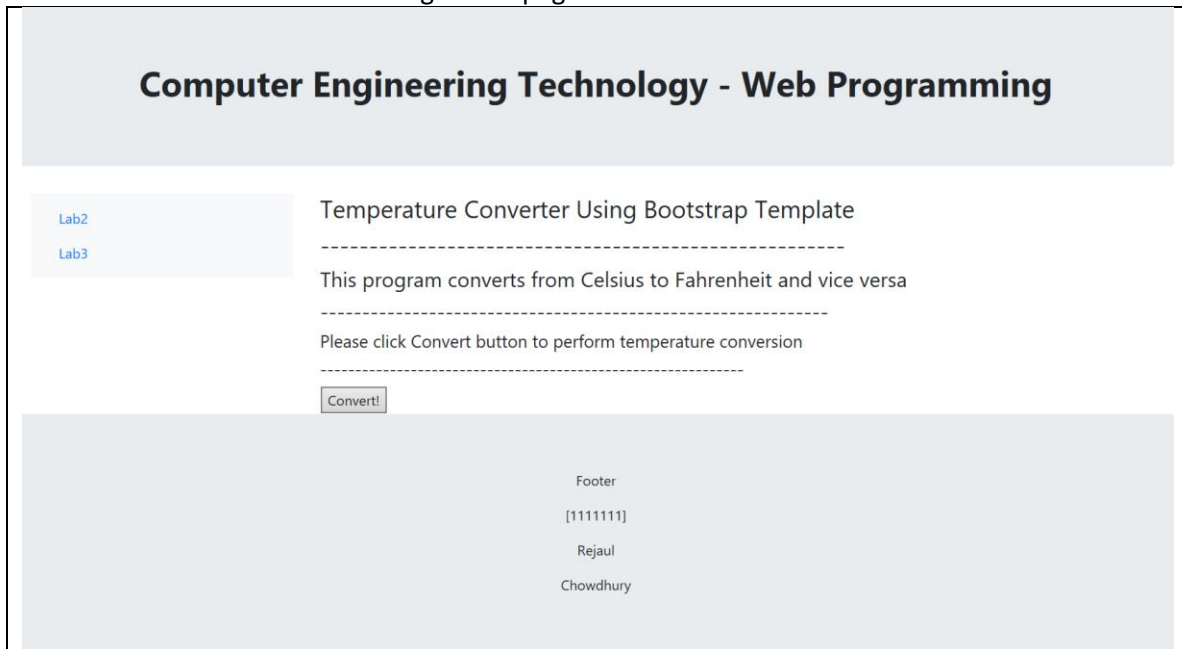 Computer Engineering Technology - Web Programming
Lab2
Lab3
Temperature Converter Using Bootstrap Template
------------------------------------------------------
This program converts from Celsius to Fahrenheit and vice versa
------------------------------------------------------------
Please click Convert button to perform temperature conversion
------------------------------------------------------------
Convert!
Footer
[1111111]
Rejaul
Chowdhury